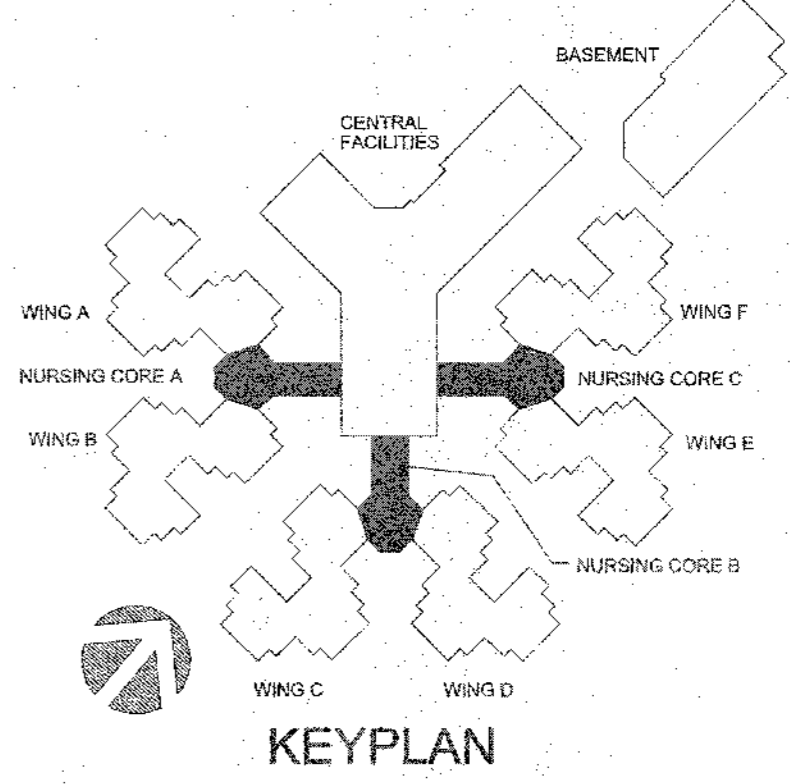 BASEMENT
CENTRAL
FACILITIES
WING A
WING F
NURSING CORE A
NURSING CORE C
WING B
WING E
NURSING CORE B
WING C
WING D
KEYPLAN